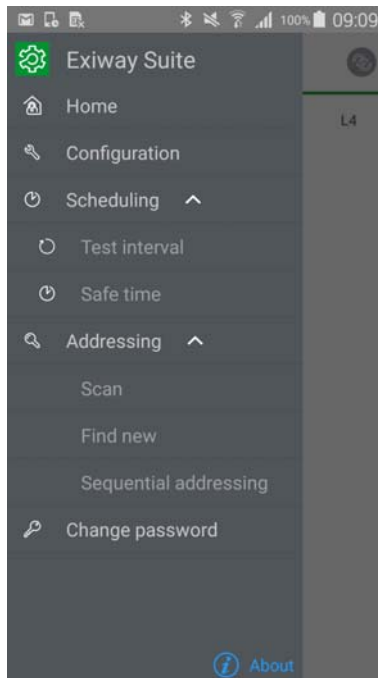 100% 09:09
Exiway Suite
Home
L4
Configuration
Scheduling
Test interval
Safe time
Addressing
Scan
Find new
Sequential addressing
Change password
i About